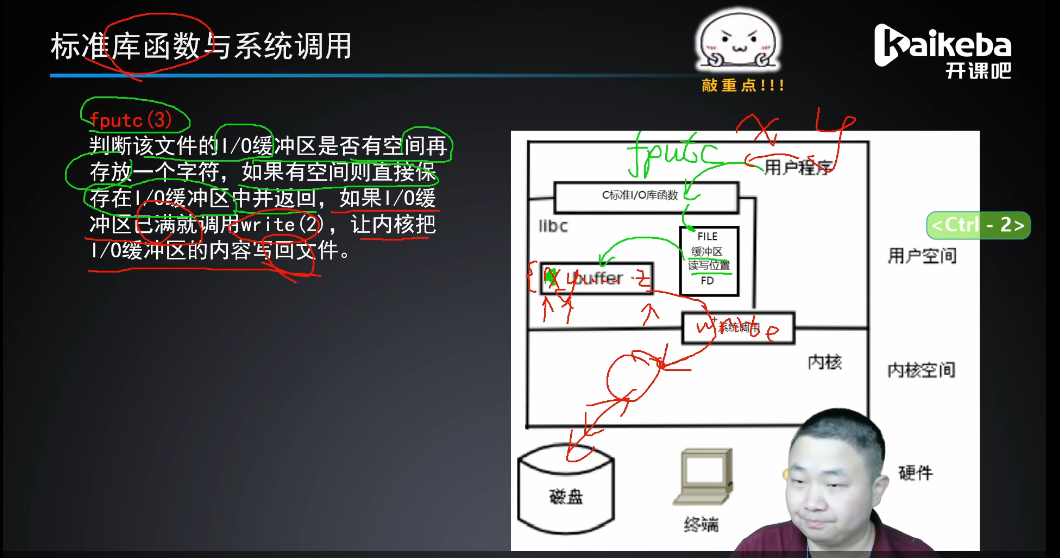 标准库函数与系统调用
敲重点!!!
Kaikeba
开课吧
fputc(3)
判断该文件的I/O缓冲区是否有空间再
存放一个字符，如果有空间则直接保
存在I/O缓冲区中并返回，如果I/O缓
冲区已满就调用write(2)，让内核把
I/O缓冲区的内容写回文件。
x y
fputc
用户程序
C标准I/O库函数
libc
FILE
缓冲区
读写位置
FD
x y buffer z
<Ctrl - 2>
用户空间
系统调用
write
内核
内核空间
磁盘
终端
硬件